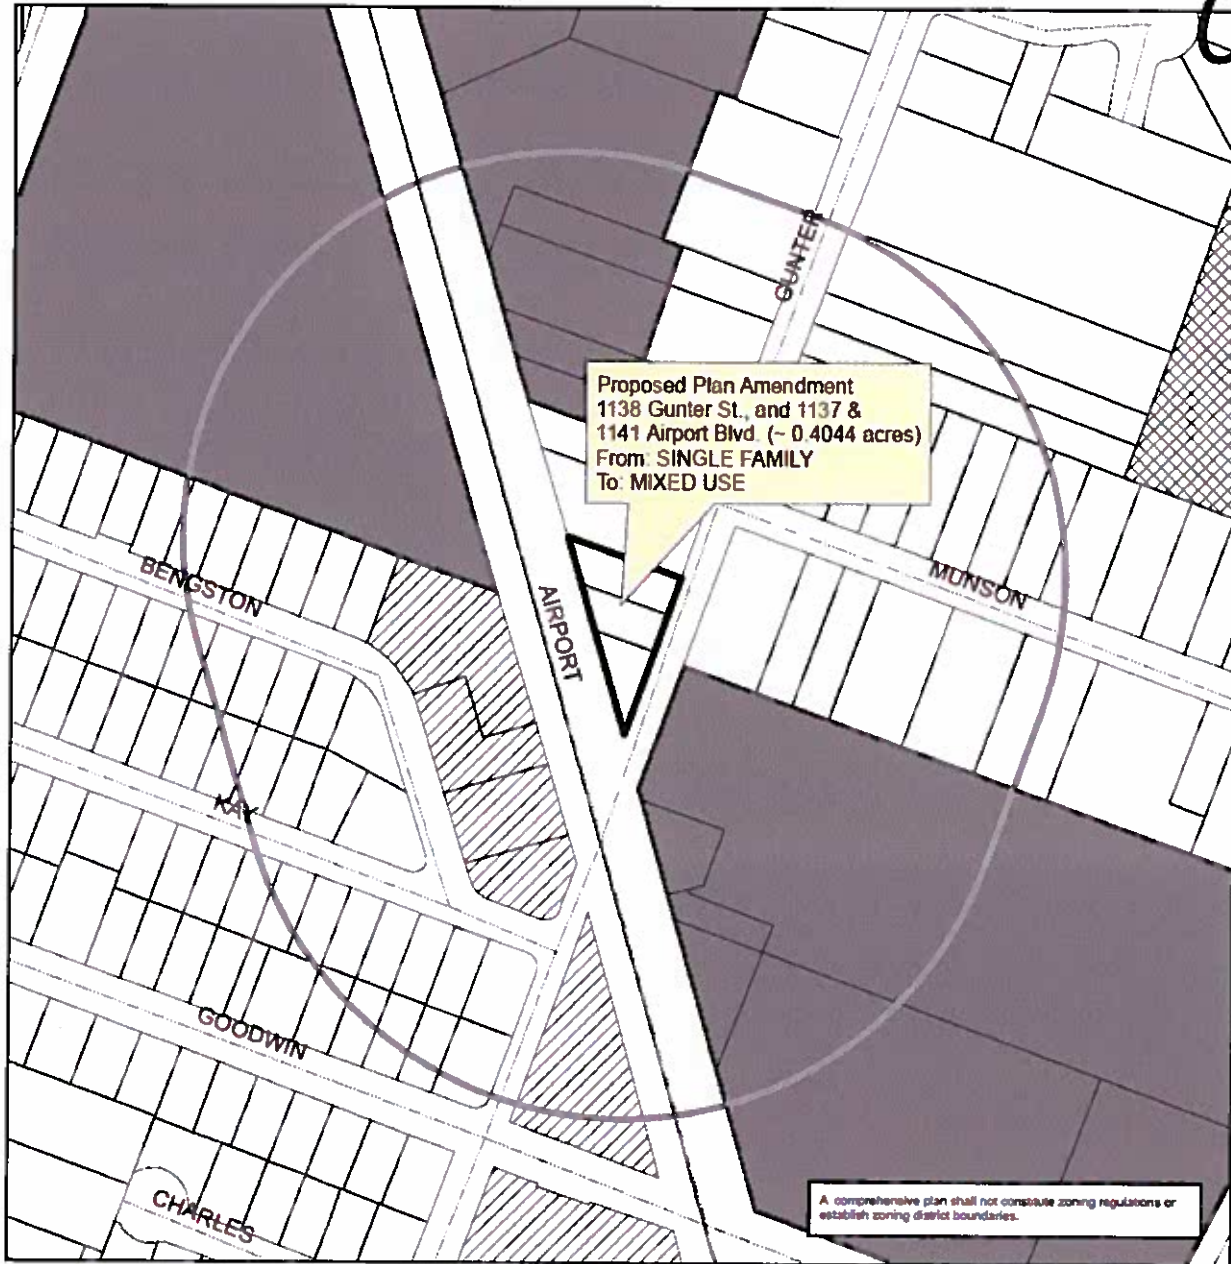 GUNTER
Proposed Plan Amendment
1138 Gunter St., and 1137 &
1141 Airport Blvd. (~ 0.4044 acres)
From: SINGLE FAMILY
To: MIXED USE
BENGSTON
AIRPORT
MUNSON
KAY
GOODWIN
CHARLES
A comprehensive plan shall not constitute zoning regulations or
establish zoning district boundaries.